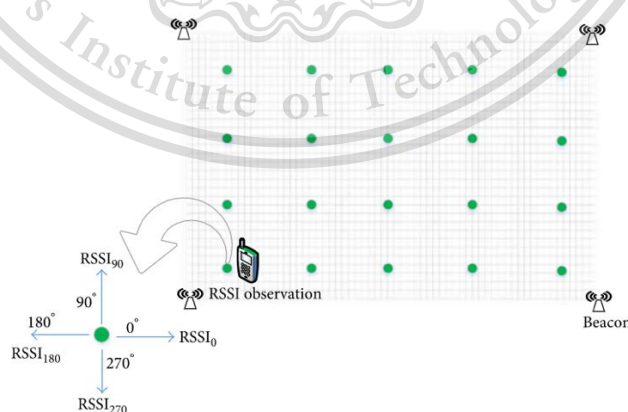 s Institute of Technolo
RSSI observation
Beacon
RSSI₉₀
90°
180°
0°
RSSI₀
RSSI₁₈₀
270°
RSSI₂₇₀